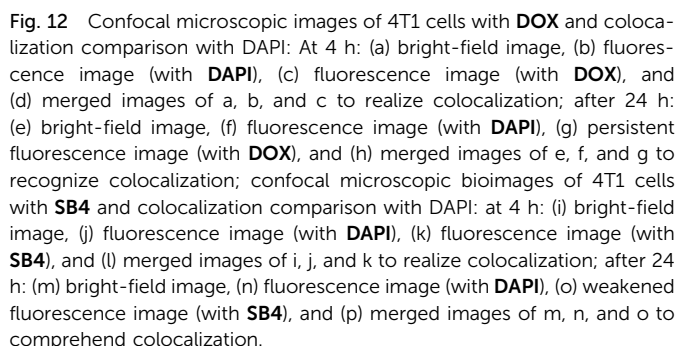 Fig. 12 Confocal microscopic images of 4T1 cells with DOX and coloca-
lization comparison with DAPI: At 4 h: (a) bright-field image, (b) fluores-
cence image (with DAPI), (c) fluorescence image (with DOX), and
(d) merged images of a, b, and c to realize colocalization; after 24 h:
(e) bright-field image, (f) fluorescence image (with DAPI), (g) persistent
fluorescence image (with DOX), and (h) merged images of e, f, and g to
recognize colocalization; confocal microscopic bioimages of 4T1 cells
with SB4 and colocalization comparison with DAPI: at 4 h: (i) bright-field
image, (j) fluorescence image (with DAPI), (k) fluorescence image (with
SB4), and (l) merged images of i, j, and k to realize colocalization; after 24
h: (m) bright-field image, (n) fluorescence image (with DAPI), (o) weakened
fluorescence image (with SB4), and (p) merged images of m, n, and o to
comprehend colocalization.